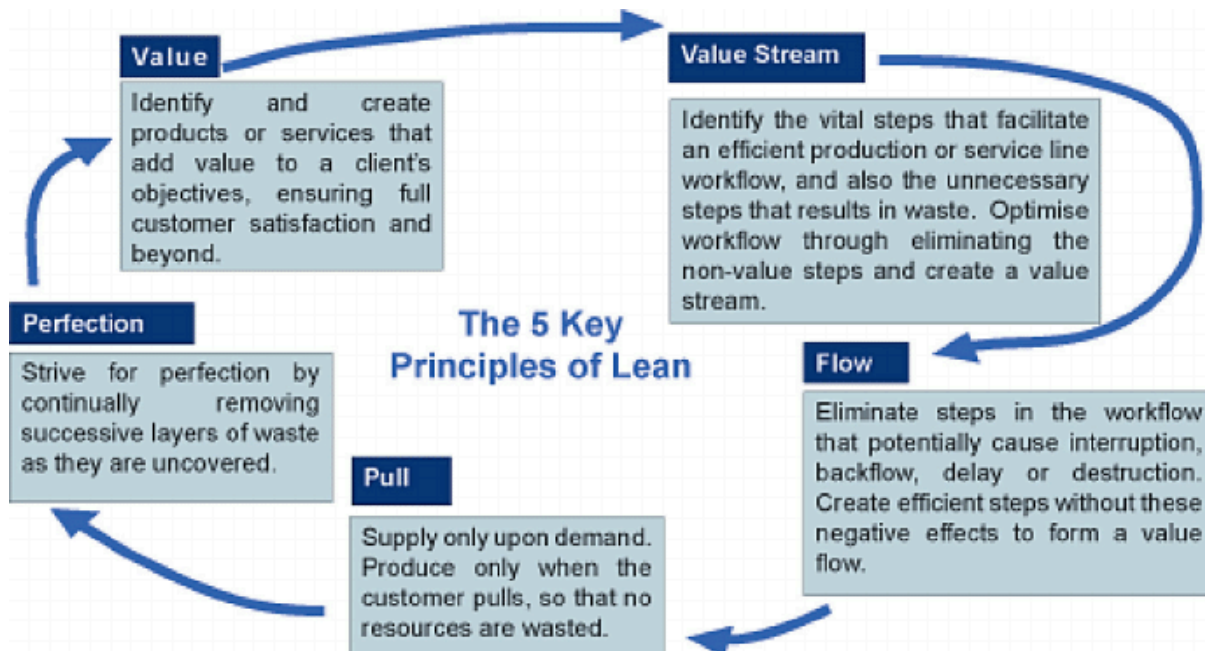 Value
Identify and create
products or services that
add value to a client's
objectives, ensuring full
customer satisfaction and
beyond.
Value Stream
Identify the vital steps that facilitate
an efficient production or service line
workflow, and also the unnecessary
steps that results in waste. Optimise
workflow through eliminating the
non-value steps and create a value
stream.
The 5 Key
Principles of Lean
Flow
Eliminate steps in the workflow
that potentially cause interruption,
backflow, delay or destruction.
Create efficient steps without these
negative effects to form a value
flow.
Pull
Supply only upon demand.
Produce only when the
customer pulls, so that no
resources are wasted.
Perfection
Strive for perfection by
continually removing
successive layers of waste
as they are uncovered.